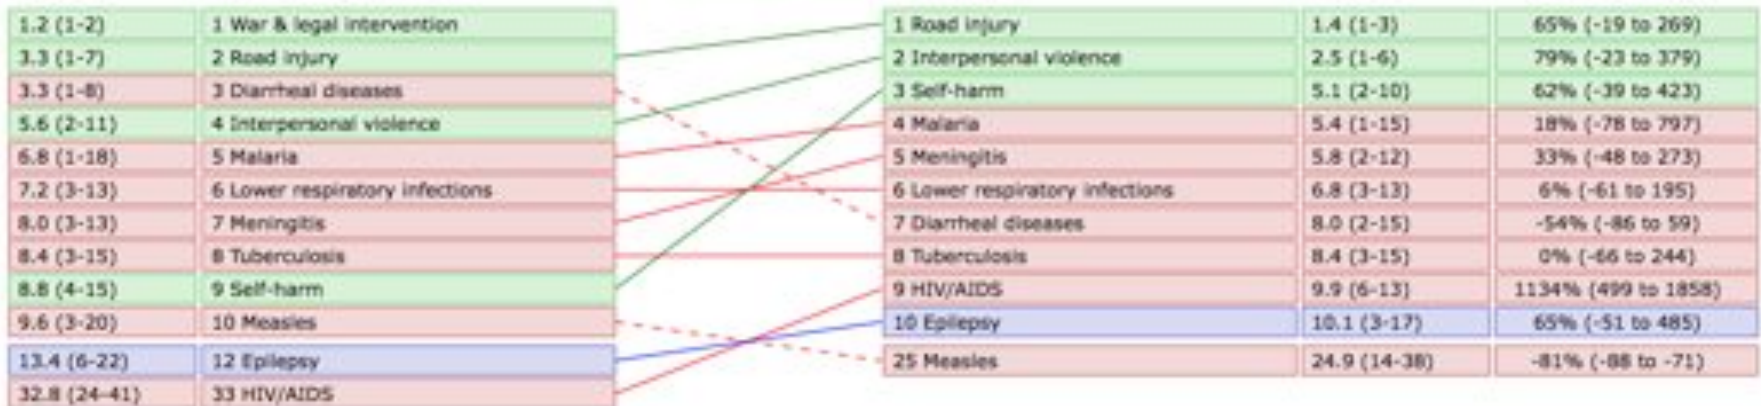 1.2 (1-2) 1 War & legal intervention 1 Road injury 1.4 (1-3) 65% (-19 to 269)
3.3 (1-7) 2 Road injury 2 Interpersonal violence 2.5 (1-6) 79% (-23 to 379)
3.3 (1-8) 3 Diarrheal diseases 3 Self-harm 5.1 (2-10) 62% (-39 to 423)
5.6 (2-11) 4 Interpersonal violence 4 Malaria 5.4 (1-15) 18% (-78 to 797)
6.8 (1-18) 5 Malaria 5 Meningitis 5.8 (2-12) 33% (-48 to 273)
7.2 (3-13) 6 Lower respiratory infections 6 Lower respiratory infections 6.8 (3-13) 6% (-61 to 195)
8.0 (3-13) 7 Meningitis 7 Diarrheal diseases 8.0 (2-15) -54% (-86 to 59)
8.4 (3-15) 8 Tuberculosis 8 Tuberculosis 8.4 (3-15) 0% (-66 to 244)
8.8 (4-15) 9 Self-harm 9 HIV/AIDS 9.9 (6-13) 1134% (499 to 1858)
9.6 (3-20) 10 Measles 10 Epilepsy 10.1 (3-17) 65% (-51 to 485)
13.4 (6-22) 12 Epilepsy 25 Measles 24.9 (14-38) -81% (-88 to -71)
32.8 (24-41) 33 HIV/AIDS